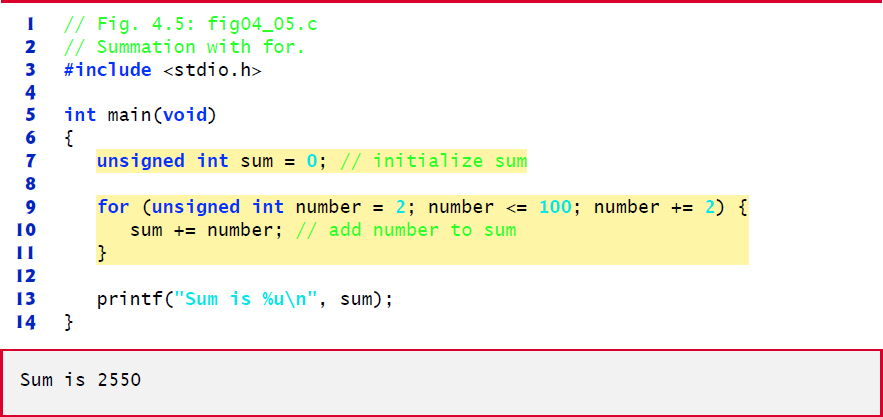 1 // Fig. 4.5: fig04_05.c
2 // Summation with for.
3 #include <stdio.h>
4
5 int main(void)
6 {
7    unsigned int sum = 0; // initialize sum
8
9    for (unsigned int number = 2; number <= 100; number += 2) {
10       sum += number; // add number to sum
11    }
12
13    printf("Sum is %u\n", sum);
14 }
Sum is 2550